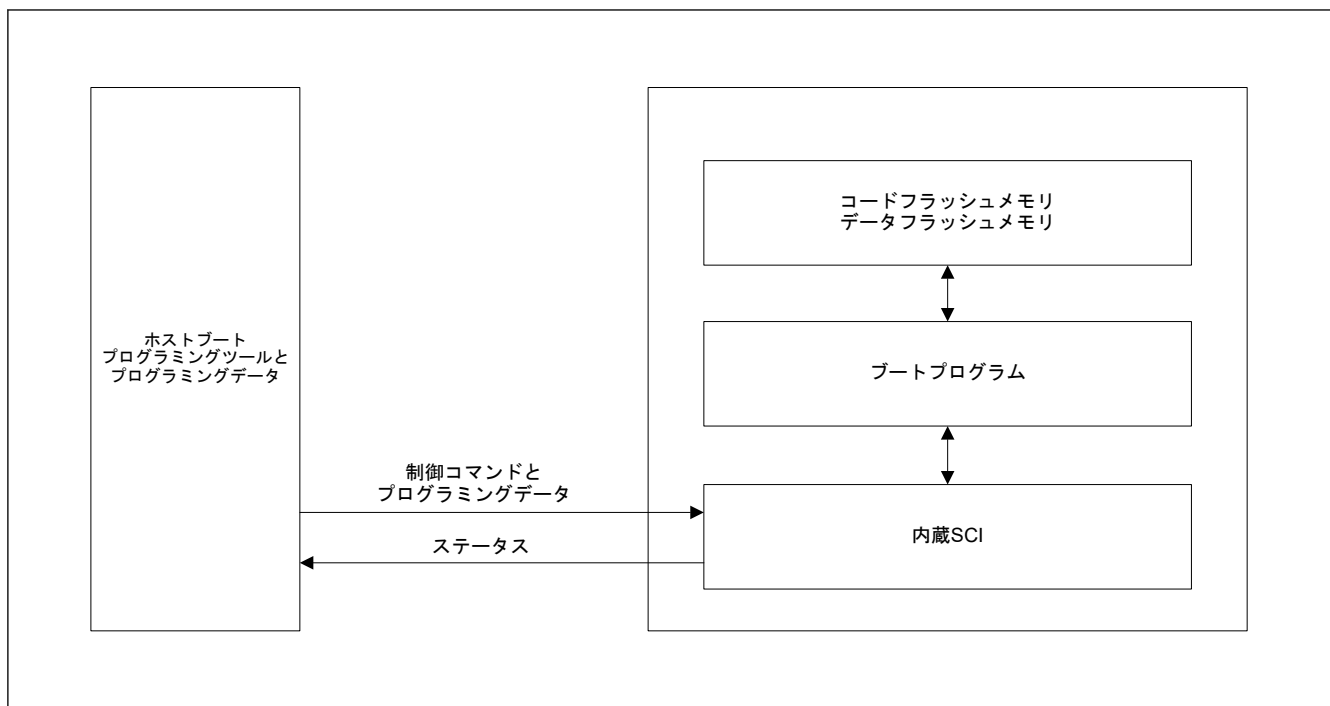 ホストブート
プログラミングツールと
プログラミングデータ
制御コマンドと
プログラミングデータ
ステータス
コードフラッシュメモリ
データフラッシュメモリ
ブートプログラム
内蔵SCI